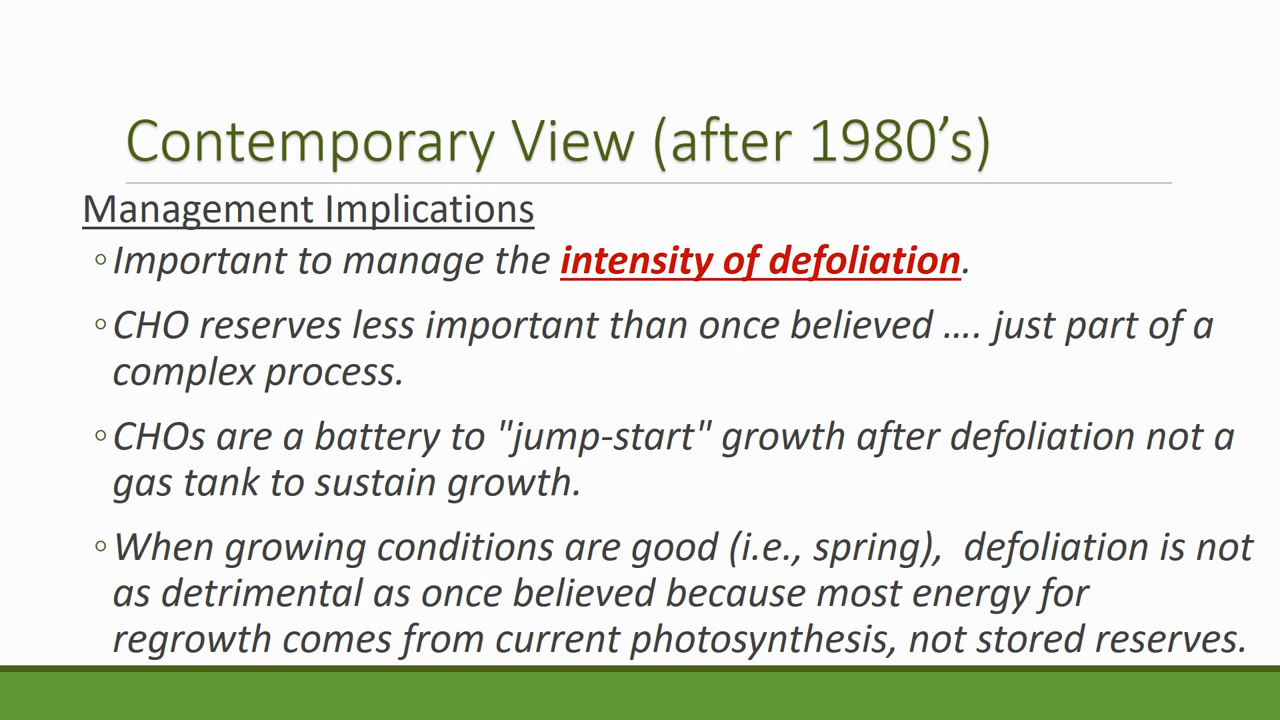 Contemporary View (after 1980’s)
Management Implications
◦Important to manage the intensity of defoliation.
◦CHO reserves less important than once believed …. just part of a
complex process.
◦CHOs are a battery to "jump-start" growth after defoliation not a
gas tank to sustain growth.
◦When growing conditions are good (i.e., spring),  defoliation is not
as detrimental as once believed because most energy for
regrowth comes from current photosynthesis, not stored reserves.